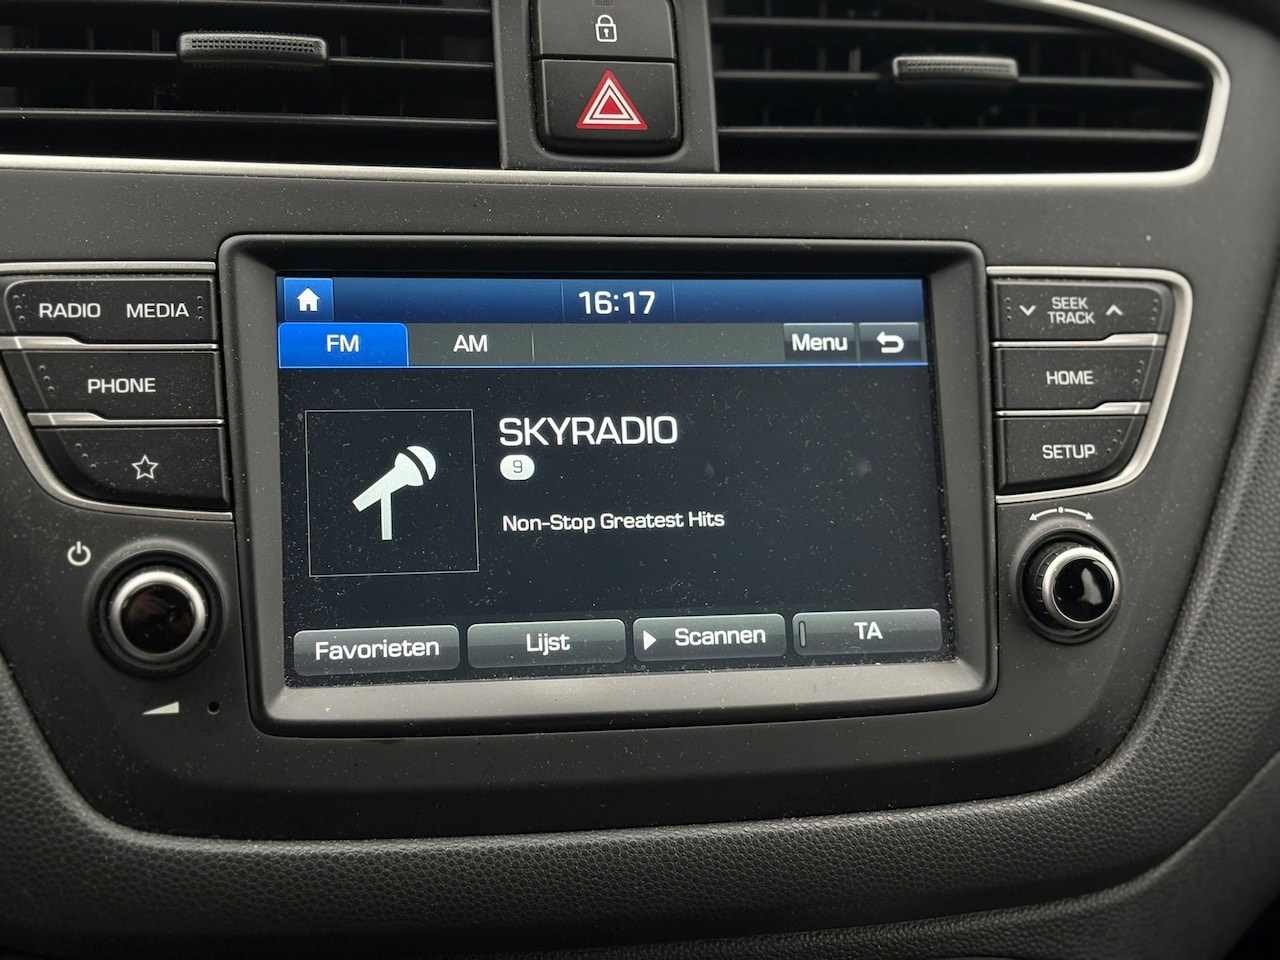 16:17
RADIO MEDIA
FM AM Menu
SEEK
TRACK
PHONE
HOME
SKYRADIO
9
SETUP
Non-Stop Greatest Hits
Favorieten Lijst Scannen TA